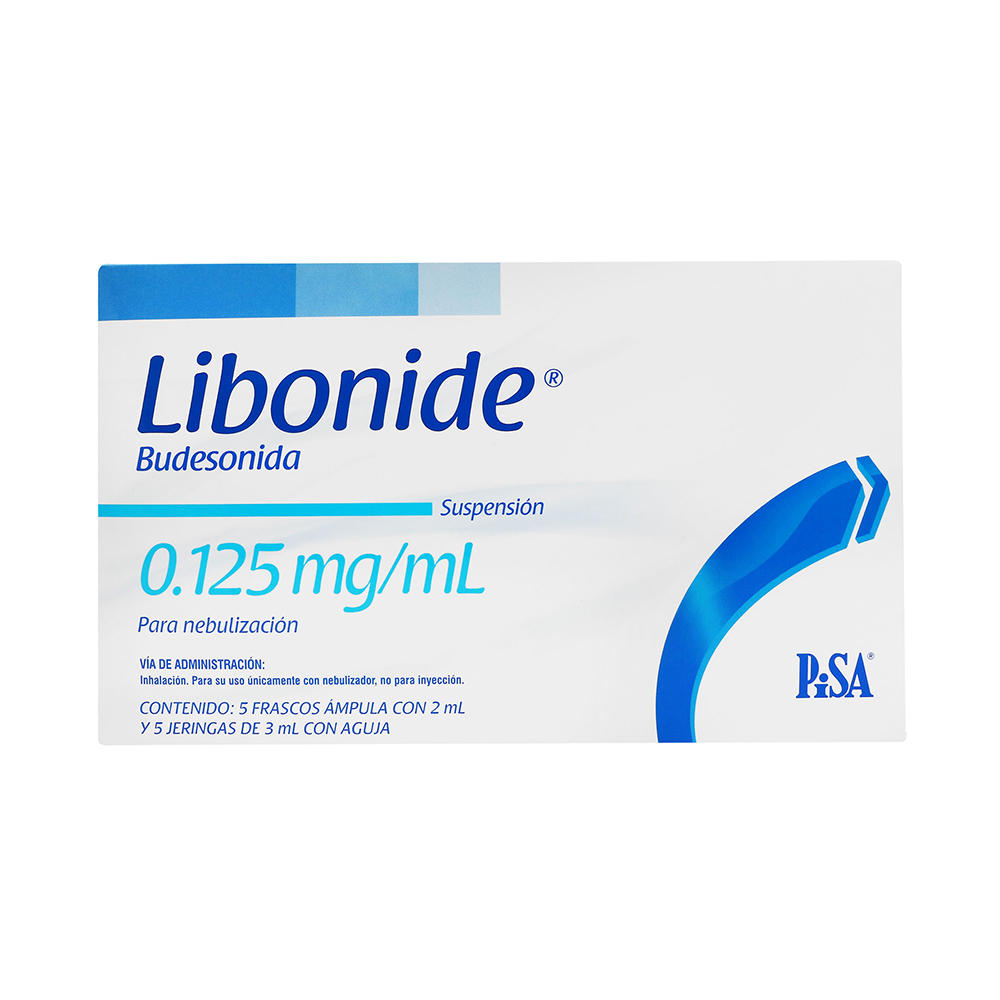 Libonide®
Budesonida
Suspensión
0.125 mg/mL
Para nebulización
VÍA DE ADMINISTRACIÓN:
Inhalación. Para su uso únicamente con nebulizador, no para inyección.
CONTENIDO: 5 FRASCOS ÁMPULA CON 2 mL
Y 5 JERINGAS DE 3 mL CON AGUJA
PiSA®